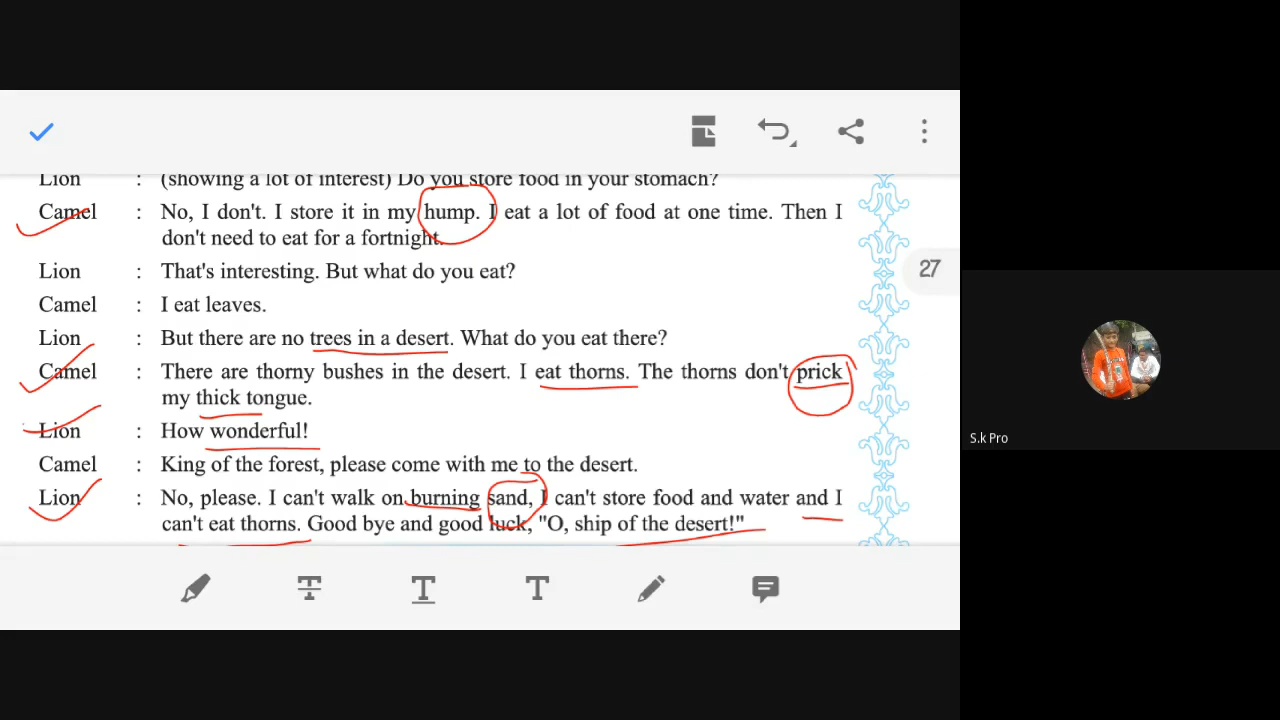 Lion : (showing a lot of interest) Do you store food in your stomach?
Camel : No, I don't. I store it in my hump. I eat a lot of food at one time. Then I
don't need to eat for a fortnight.
Lion : That's interesting. But what do you eat?
27
Camel : I eat leaves.
Lion : But there are no trees in a desert. What do you eat there?
Camel : There are thorny bushes in the desert. I eat thorns. The thorns don't prick
my thick tongue.
Lion : How wonderful!
S.k Pro
Camel : King of the forest, please come with me to the desert.
Lion : No, please. I can't walk on burning sand, I can't store food and water and I
can't eat thorns. Good bye and good luck, "O, ship of the desert!"
T T T